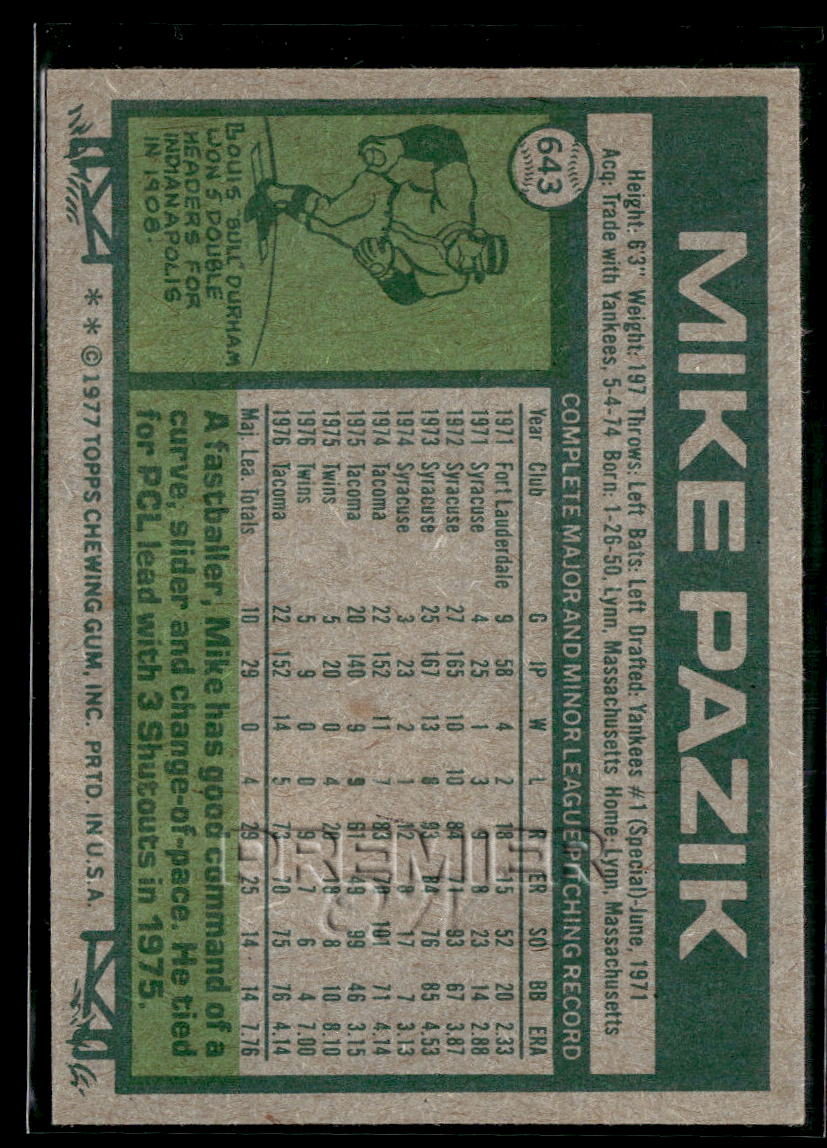 643
MIKE PAZIK
Height: 6'3" Weight: 197 Throws: Left Bats: Left Drafted: Yankees #1 (Special)-June, 1971
Acq: Trade with Yankees, 5-4-74 Born: 1-26-50, Lynn, Massachusetts Home: Lynn, Massachusetts
COMPLETE MAJOR AND MINOR LEAGUE PITCHING RECORD
Year Club G IP W L R ER SO BB ERA
1971 Fort Lauderdale 9 58 4 2 18 15 52 20 2.33
1971 Syracuse 4 25 1 3 9 8 23 14 2.88
1972 Syracuse 27 165 10 10 84 71 93 67 3.87
1973 Syracuse 25 167 13 8 93 84 76 85 4.53
1974 Syracuse 3 23 2 1 12 8 17 7 3.13
1974 Tacoma 22 152 11 7 83 70 101 71 4.14
1975 Tacoma 20 140 9 9 61 49 99 46 3.15
1975 Twins 5 20 0 4 20 18 8 10 8.10
1976 Twins 5 9 0 0 9 7 6 4 7.00
1976 Tacoma 22 152 14 5 73 70 75 76 4.14
Maj. Lea. Totals 10 29 0 4 29 25 14 14 7.76
LOUIS "BULL" DURHAM
WON 5 DOUBLE
HEADERS FOR
INDIANAPOLIS
IN 1908.
A fastballer, Mike has good command of a
curve, slider and change-of-pace. He tied
for PCL lead with 3 Shutouts in 1975.
* * © 1977 TOPPS CHEWING GUM, INC. PRTD. IN U.S.A.
PREMIER